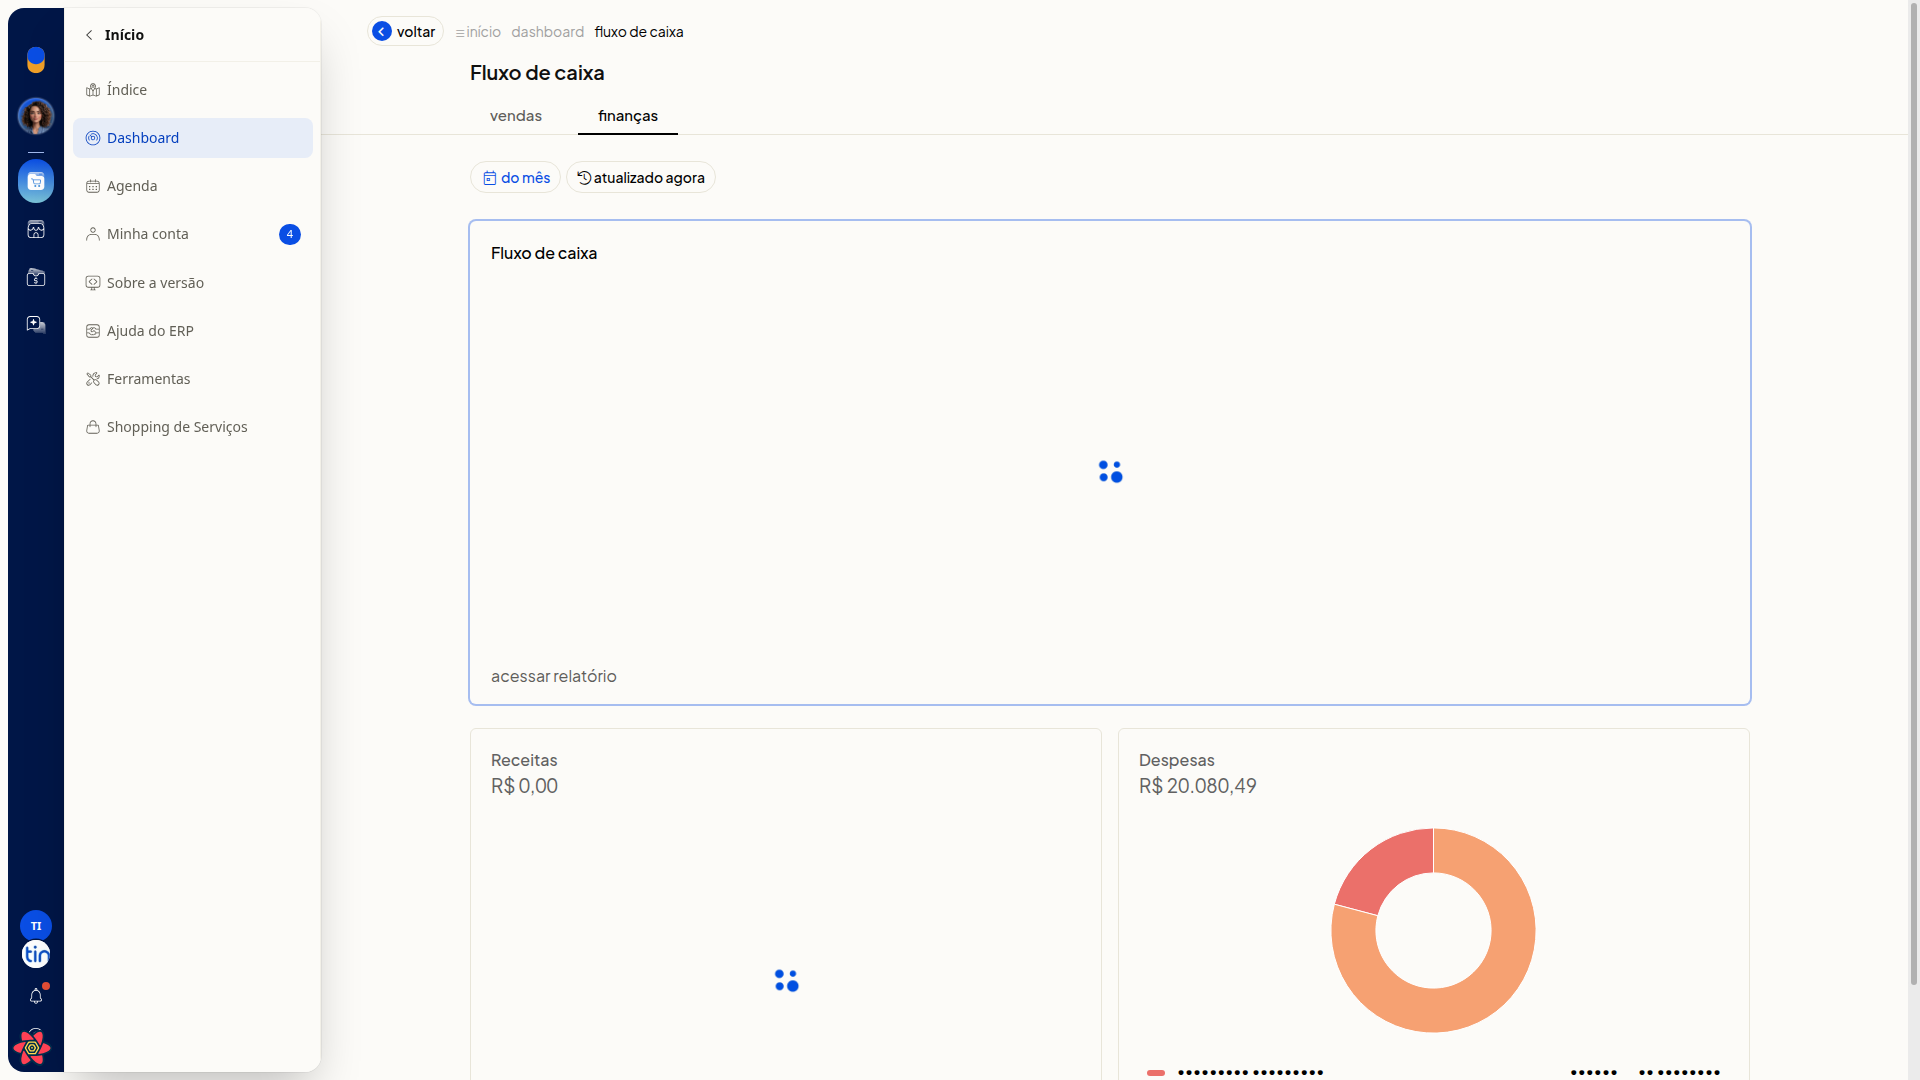 Início
Índice
Dashboard
Agenda
Minha conta
4
Sobre a versão
Ajuda do ERP
Ferramentas
Shopping de Serviços
TI
tin
voltar
início dashboard fluxo de caixa
Fluxo de caixa
vendas finanças
do mês atualizado agora
Fluxo de caixa
acessar relatório
Receitas
R$ 0,00
Despesas
R$ 20.080,49